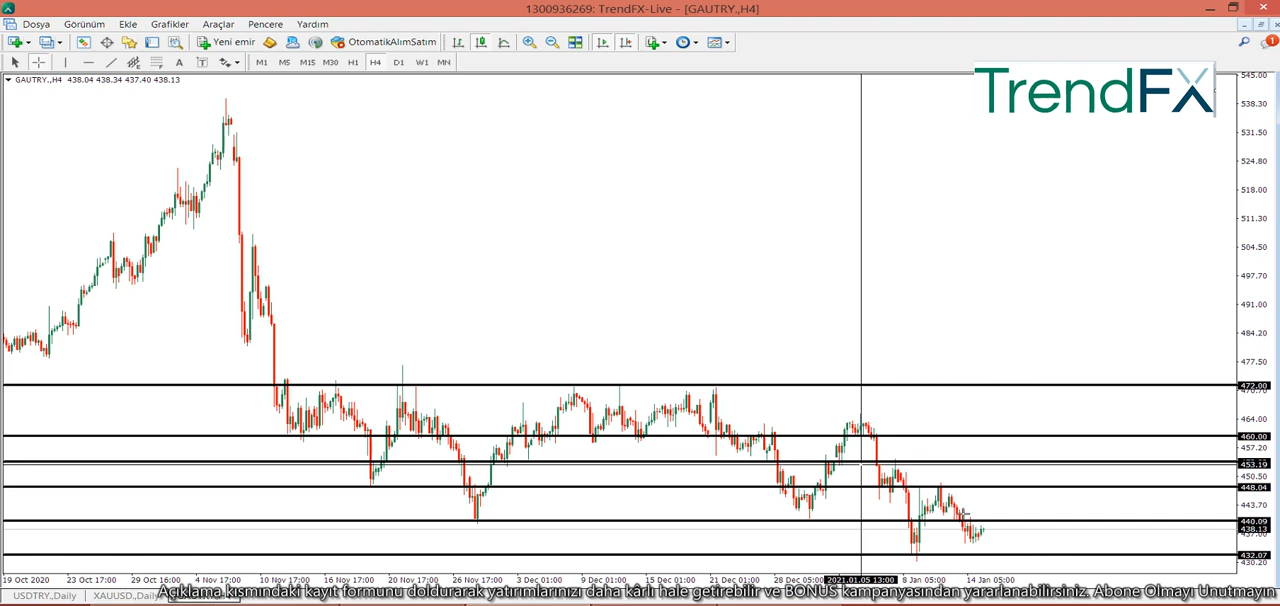 1300936269: TrendFX-Live - [GAUTRY.,H4]
Dosya Görünüm Ekle Grafikler Araçlar Pencere Yardım
Yeni emir OtomatikAlımSatım
A T M1 M5 M15 M30 H1 H4 D1 W1 MN
GAUTRY.,H4 438.04 438.34 437.40 438.13
TrendFX
545.00
538.30
531.50
524.80
518.00
511.30
504.50
497.70
491.00
484.20
477.50
472.00
464.00
460.00
457.20
453.19
450.50
448.04
443.70
440.09
438.13
437.00
432.07
430.20
19 Oct 2020 23 Oct 17:00 29 Oct 16:00 4 Nov 17:00 10 Nov 17:00 16 Nov 17:00 20 Nov 17:00 26 Nov 17:00 3 Dec 01:00 9 Dec 01:00 15 Dec 01:00 21 Dec 01:00 28 Dec 05:00 2021.01.05 13:00 8 Jan 05:00 14 Jan 05:00
USDTRY.,Daily XAUUSD.,Daily
Açıklama kısmındaki kayıt formunu doldurarak yatırımlarınızı daha kârlı hale getirebilir ve BONUS kampanyasından yararlanabilirsiniz. Abone Olmayı Unutmayın